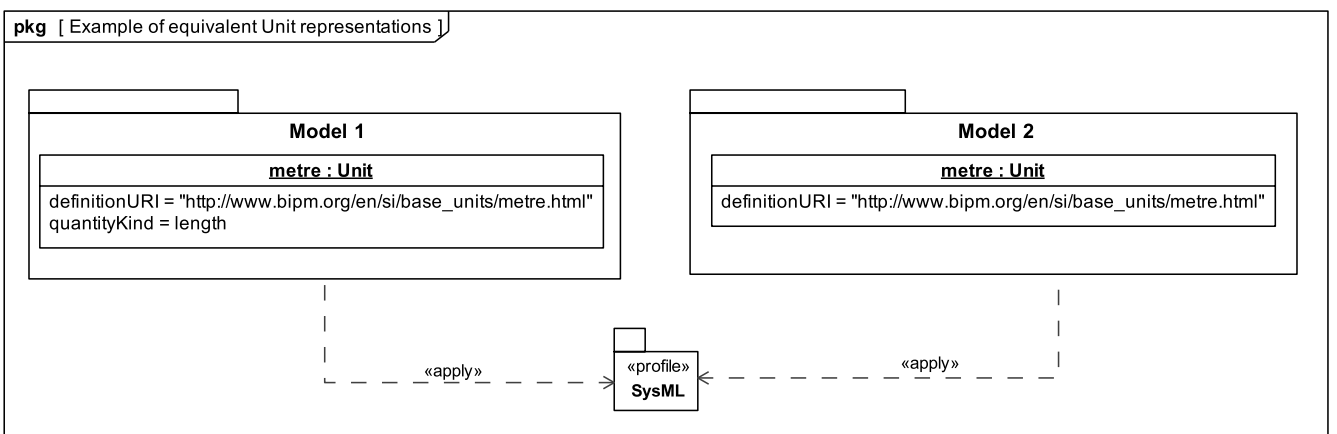 pkg [ Example of equivalent Unit representations ]
Model 1
metre : Unit
definitionURI = "http://www.bipm.org/en/si/base_units/metre.html"
quantityKind = length
Model 2
metre : Unit
definitionURI = "http://www.bipm.org/en/si/base_units/metre.html"
«apply»
«profile»
SysML
«apply»